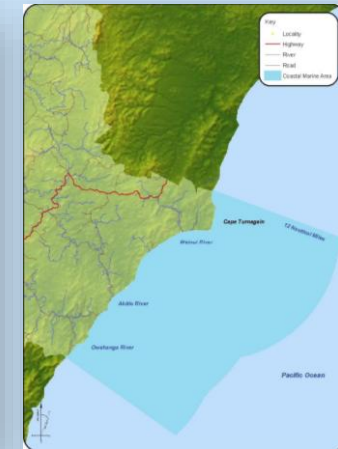 Key
Locality
Highway
River
Road
Coastal Marine Area
Cape Turnagain
12 Nautical Miles
Wainui River
Akitio River
Owahanga River
Pacific Ocean